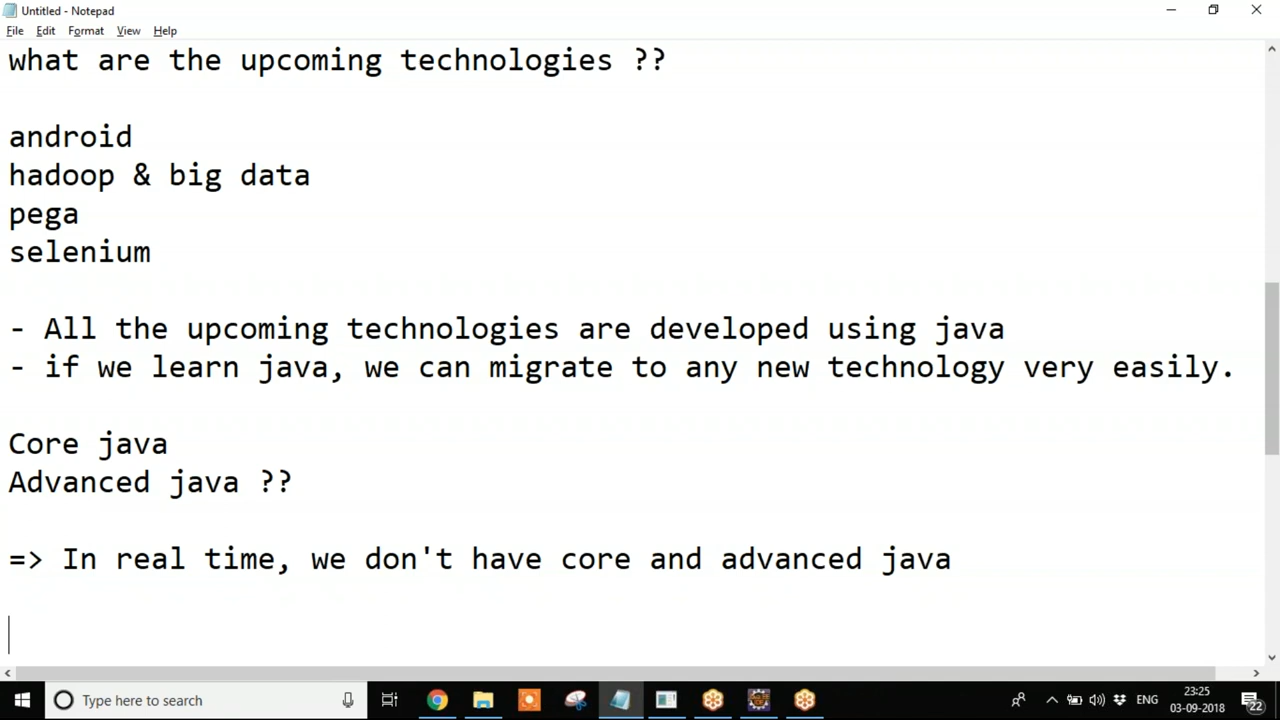 Untitled - Notepad
File Edit Format View Help
what are the upcoming technologies ??
android
hadoop & big data
pega
selenium
- All the upcoming technologies are developed using java
- if we learn java, we can migrate to any new technology very easily.
Core java
Advanced java ??
=> In real time, we don't have core and advanced java
Type here to search
ENG
23:25
03-09-2018
22